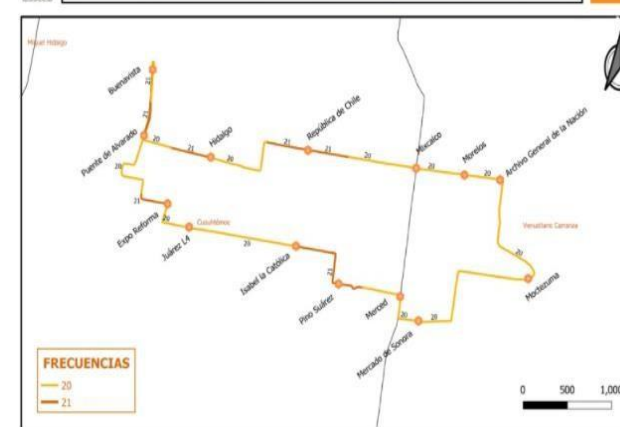 Miguel Hidalgo
Buenavista
21
21
Puente de Alvarado
20
21
Hidalgo
20
21
República de Chile
21
20
Mixcalco
20
Morelos
20
Archivo General de la Nación
20
21
Expo Reforma
20
Cuauhtémoc
Juárez L4
20
Isabel la Católica
21
Pino Suárez
Merced
20
Mercado de Sonora
20
Venustiano Carranza
20
Moctezuma
FRECUENCIAS
20
21
0 500 1,000